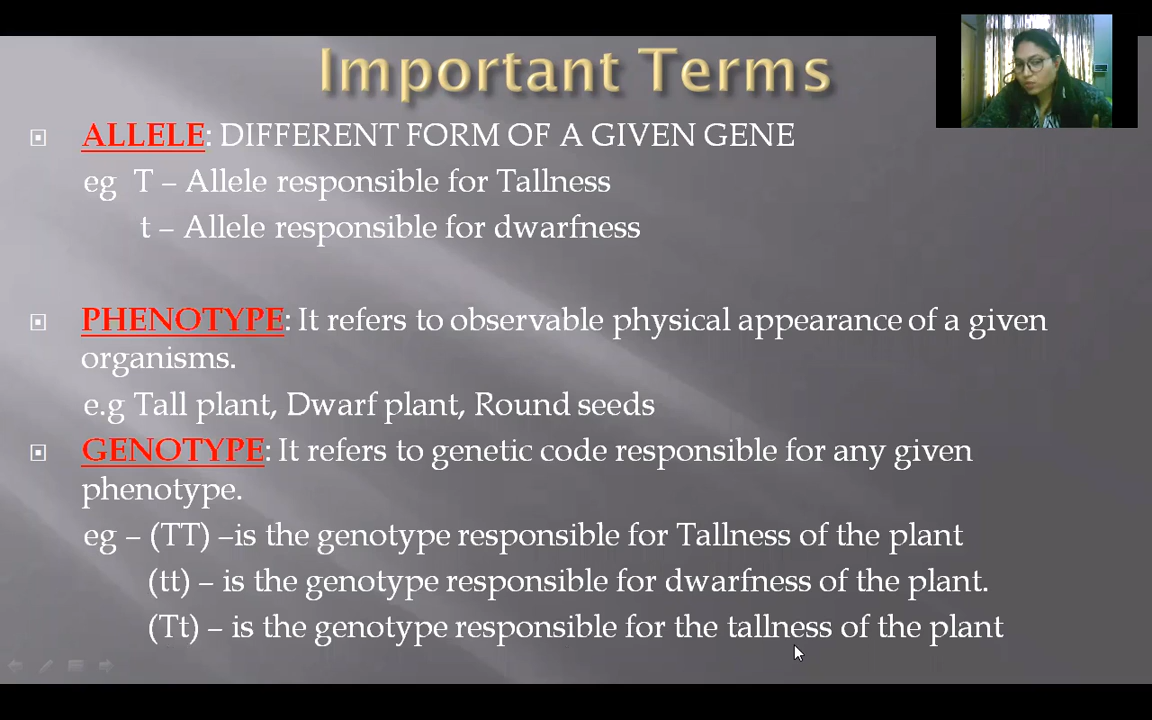 Important Terms
ALLELE: DIFFERENT FORM OF A GIVEN GENE
eg T – Allele responsible for Tallness
t – Allele responsible for dwarfness
PHENOTYPE: It refers to observable physical appearance of a given
organisms.
e.g Tall plant, Dwarf plant, Round seeds
GENOTYPE: It refers to genetic code responsible for any given
phenotype.
eg – (TT) –is the genotype responsible for Tallness of the plant
(tt) – is the genotype responsible for dwarfness of the plant.
(Tt) – is the genotype responsible for the tallness of the plant